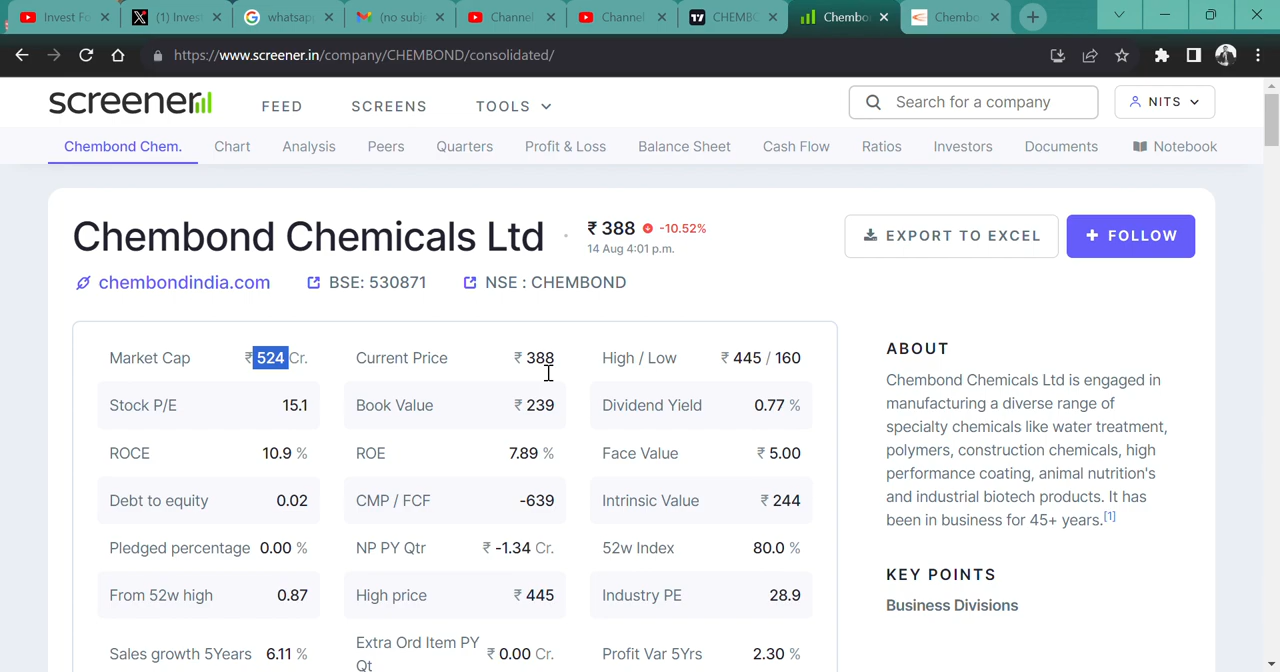 Invest Fo
(1) Invest
whatsap
(no subj
Channel
Channel
CHEMBO
Chembo
Chembo
https://www.screener.in/company/CHEMBOND/consolidated/
screener
FEED
SCREENS
TOOLS
Search for a company
NITS
Chembond Chem.
Chart
Analysis
Peers
Quarters
Profit & Loss
Balance Sheet
Cash Flow
Ratios
Investors
Documents
Notebook
Chembond Chemicals Ltd
₹ 388 -10.52%
14 Aug 4:01 p.m.
EXPORT TO EXCEL
+ FOLLOW
chembondindia.com
BSE: 530871
NSE : CHEMBOND
Market Cap ₹ 524 Cr.
Current Price ₹ 388
High / Low ₹ 445 / 160
Stock P/E 15.1
Book Value ₹ 239
Dividend Yield 0.77 %
ROCE 10.9 %
ROE 7.89 %
Face Value ₹ 5.00
Debt to equity 0.02
CMP / FCF -639
Intrinsic Value ₹ 244
Pledged percentage 0.00 %
NP PY Qtr ₹ -1.34 Cr.
52w Index 80.0 %
From 52w high 0.87
High price ₹ 445
Industry PE 28.9
Sales growth 5Years 6.11 %
Extra Ord Item PY
Qt
₹ 0.00 Cr.
Profit Var 5Yrs 2.30 %
ABOUT
Chembond Chemicals Ltd is engaged in
manufacturing a diverse range of
specialty chemicals like water treatment,
polymers, construction chemicals, high
performance coating, animal nutrition's
and industrial biotech products. It has
been in business for 45+ years.[1]
KEY POINTS
Business Divisions